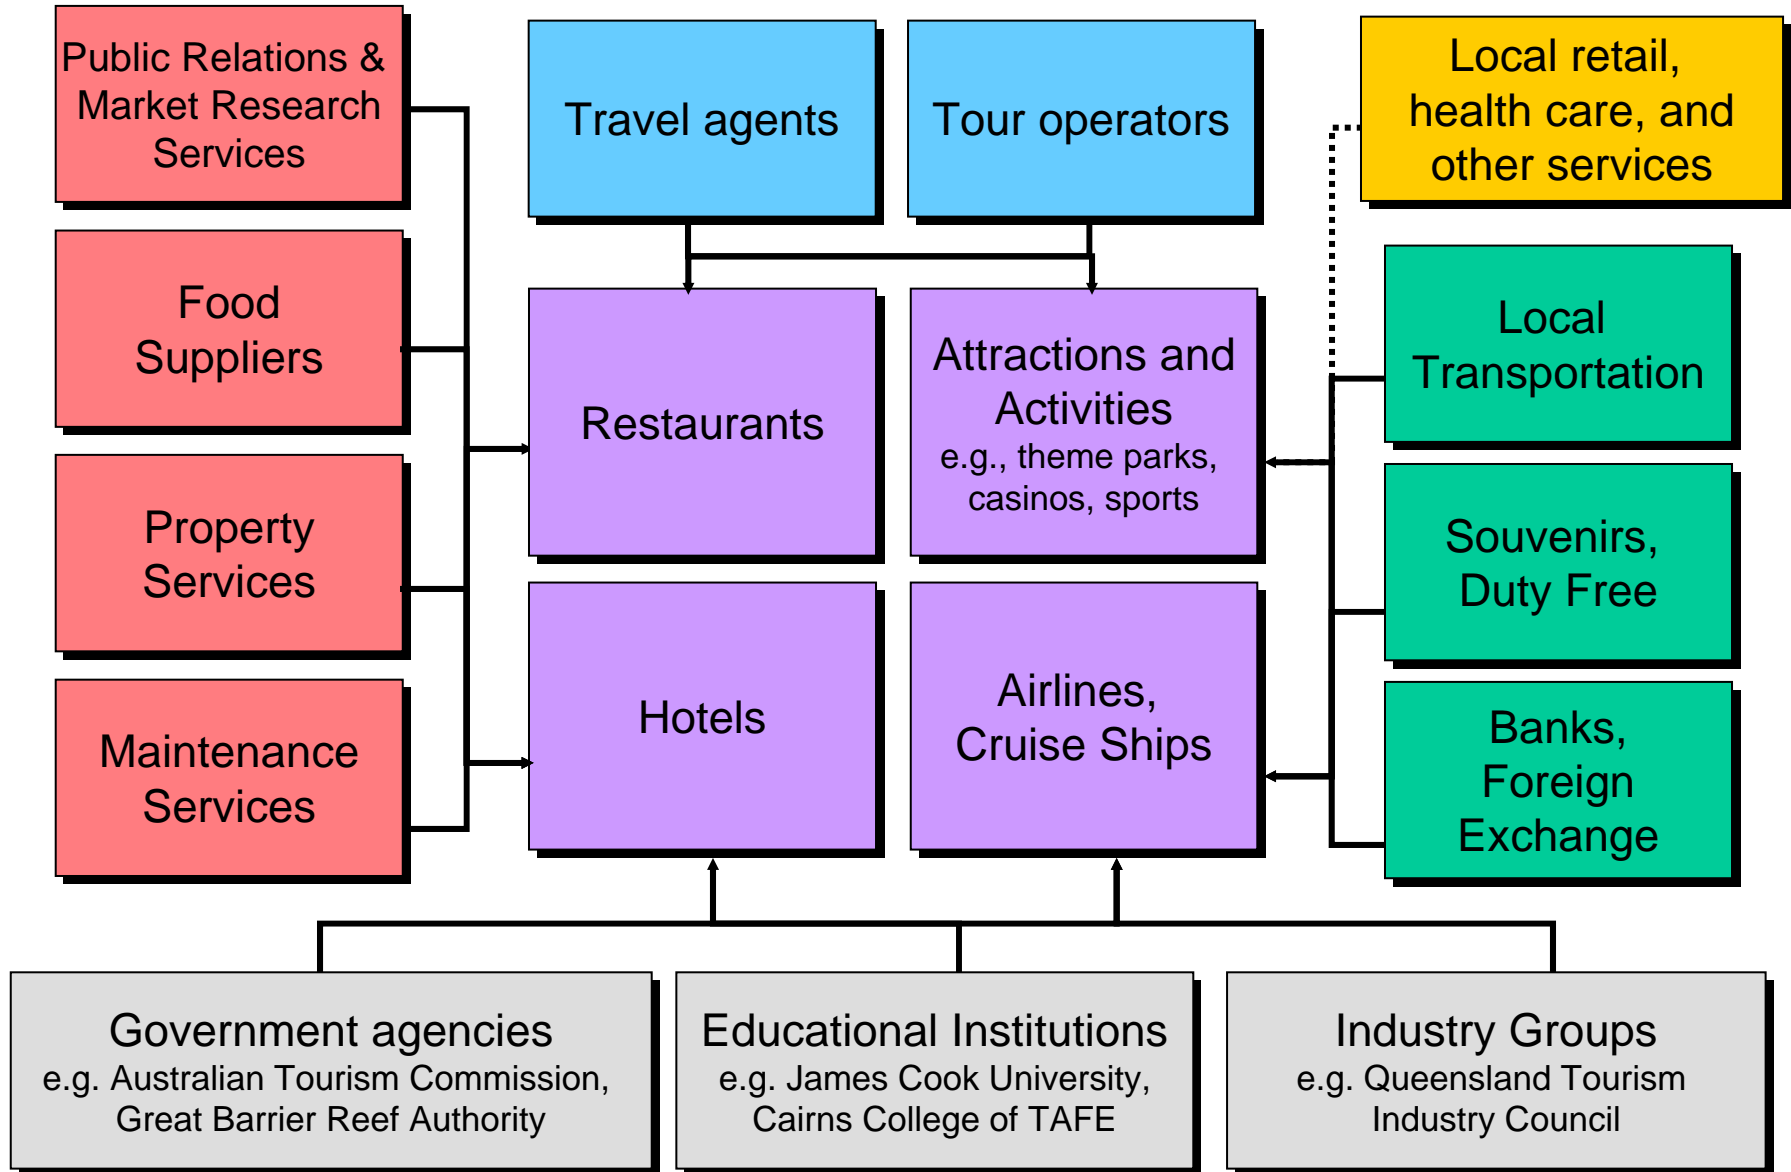 Public Relations &
Market Research
Services
Travel agents
Tour operators
Local retail,
health care, and
other services
Food
Suppliers
Restaurants
Attractions and
Activities
e.g., theme parks,
casinos, sports
Local
Transportation
Property
Services
Souvenirs,
Duty Free
Maintenance
Services
Hotels
Airlines,
Cruise Ships
Banks,
Foreign
Exchange
Government agencies
e.g. Australian Tourism Commission,
Great Barrier Reef Authority
Educational Institutions
e.g. James Cook University,
Cairns College of TAFE
Industry Groups
e.g. Queensland Tourism
Industry Council